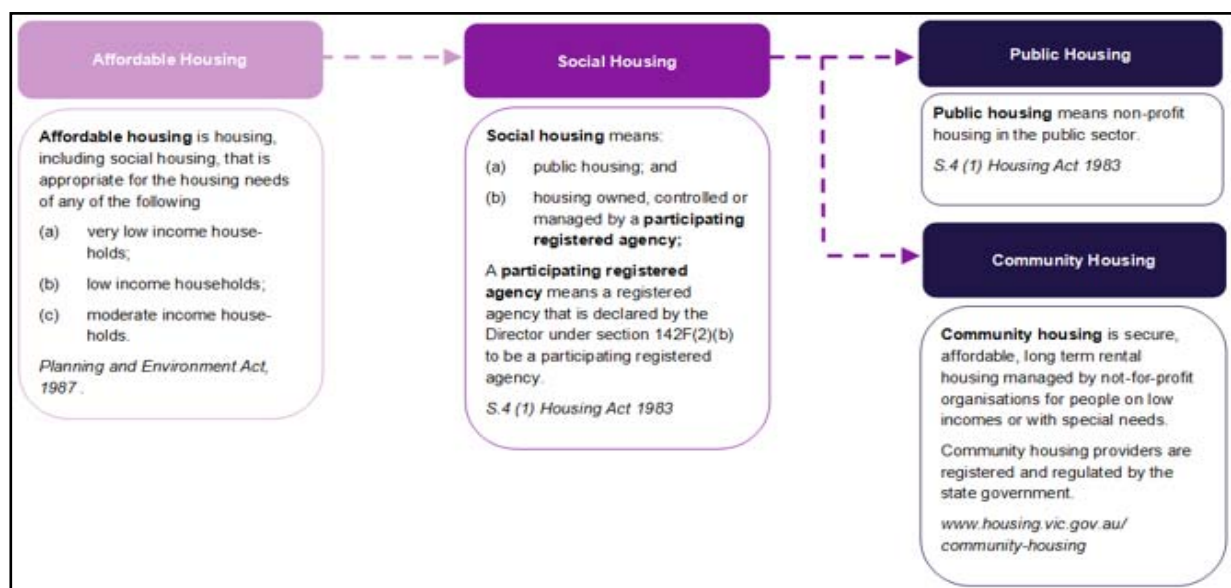 Affordable Housing
Affordable housing is housing,
including social housing, that is
appropriate for the housing needs
of any of the following
(a) very low income house-
holds;
(b) low income households;
(c) moderate income house-
holds.
Planning and Environment Act,
1987 .
Social Housing
Social housing means:
(a) public housing; and
(b) housing owned, controlled or
managed by a participating
registered agency;
A participating registered
agency means a registered
agency that is declared by the
Director under section 142F(2)(b)
to be a participating registered
agency.
S.4 (1) Housing Act 1983
Public Housing
Public housing means non-profit
housing in the public sector.
S.4 (1) Housing Act 1983
Community Housing
Community housing is secure,
affordable, long term rental
housing managed by not-for-profit
organisations for people on low
incomes or with special needs.
Community housing providers are
registered and regulated by the
state government.
www.housing.vic.gov.au/
community-housing